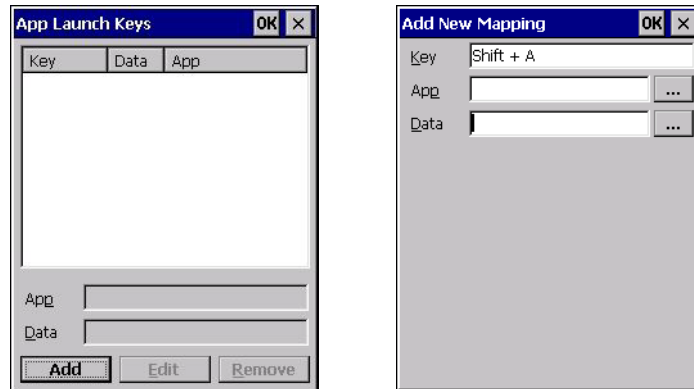 App Launch Keys OK ×
Key Data App
App
Data
Add Edit Remove
Add New Mapping OK ×
Key Shift + A
App ...
Data ...